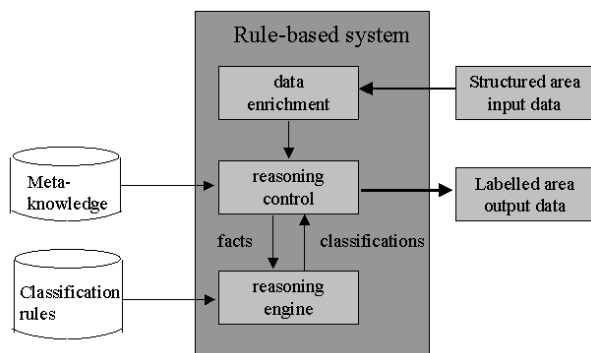 Rule-based system
data
enrichment
Structured area
input data
Meta-
knowledge
reasoning
control
Labelled area
output data
facts
classifications
Classification
rules
reasoning
engine